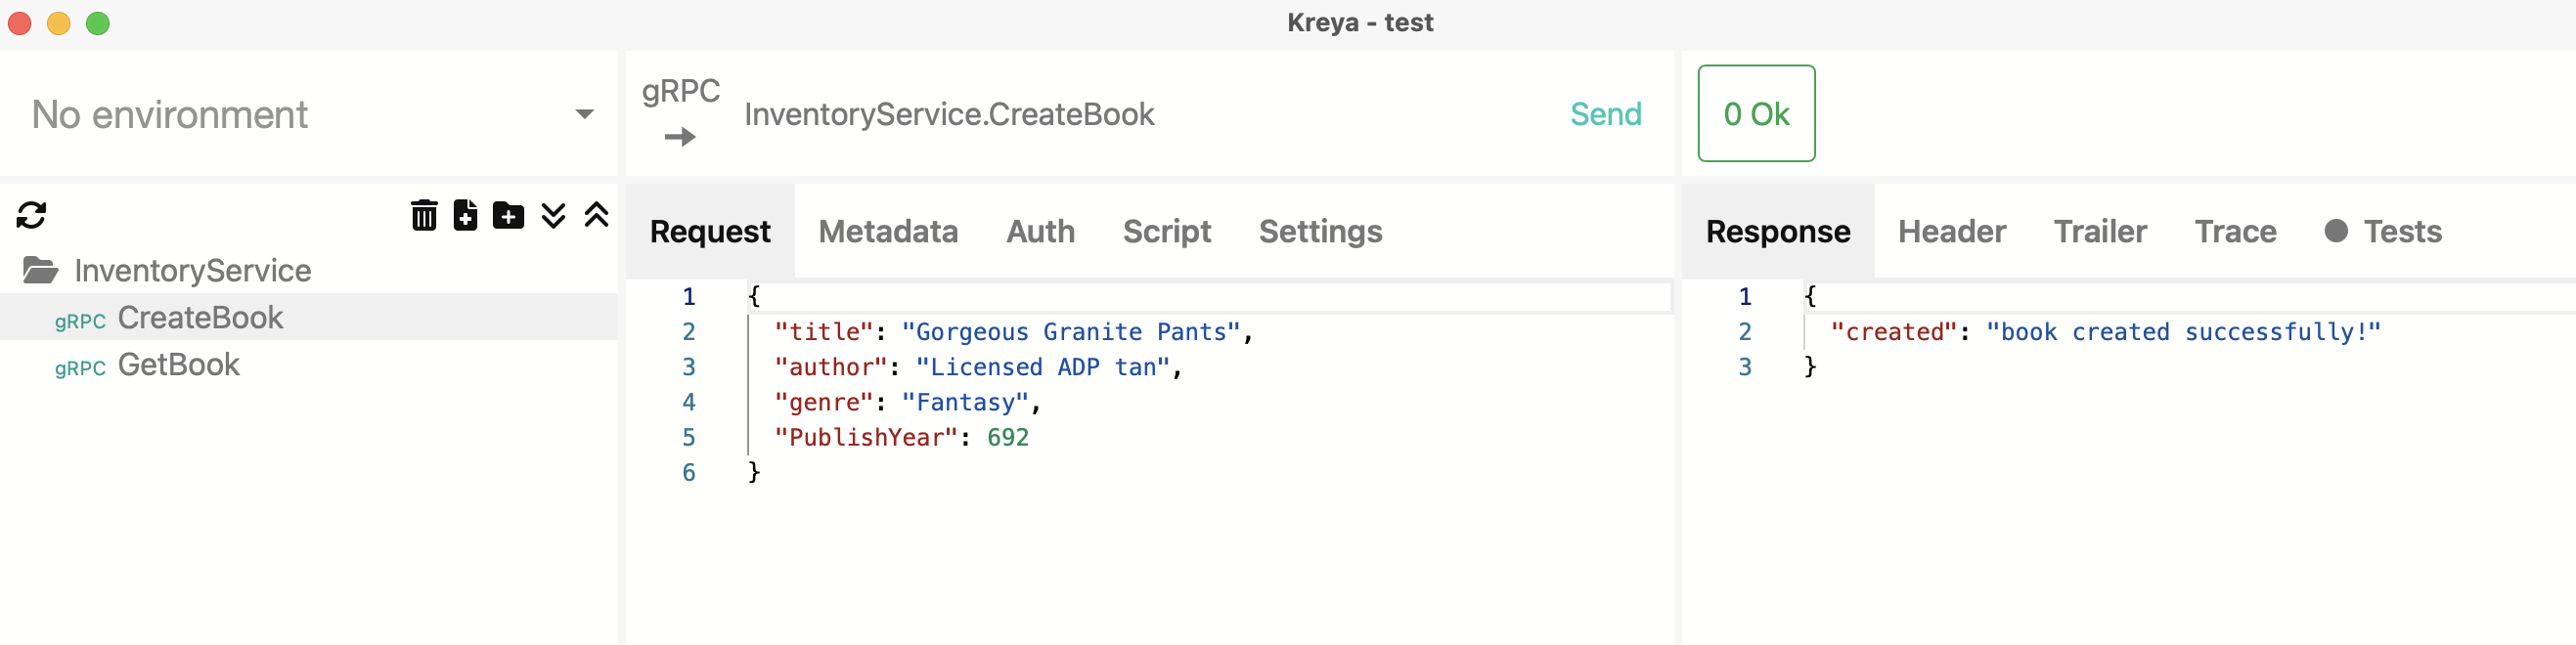 Kreya - test
No environment
gRPC
InventoryService.CreateBook
Send
0 Ok
InventoryService
gRPC CreateBook
gRPC GetBook
Request Metadata Auth Script Settings
1 {
2 "title": "Gorgeous Granite Pants",
3 "author": "Licensed ADP tan",
4 "genre": "Fantasy",
5 "PublishYear": 692
6 }
Response Header Trailer Trace Tests
1 {
2 "created": "book created successfully!"
3 }